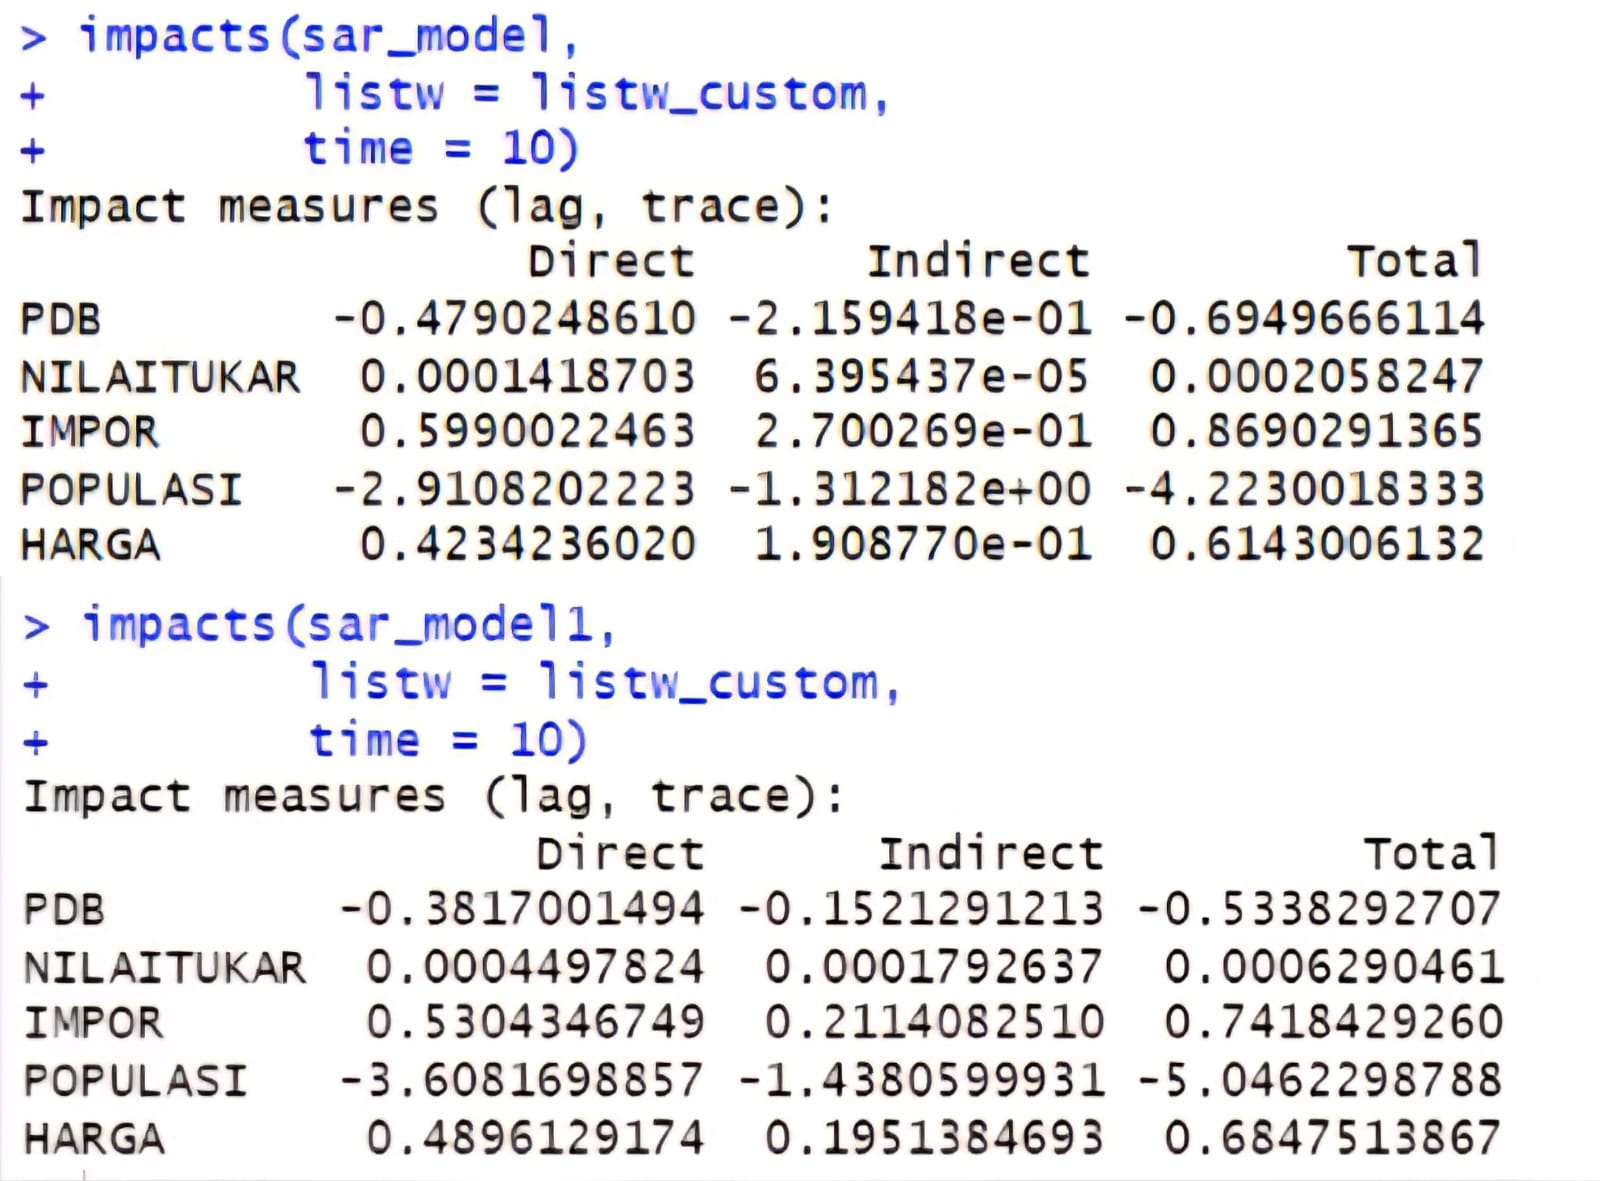 > impacts(sar_model,
+         listw = listw_custom,
+         time = 10)
Impact measures (lag, trace):
                  Direct      Indirect         Total
PDB        -0.4790248610 -2.159418e-01 -0.6949666114
NILAITUKAR  0.0001418703  6.395437e-05  0.0002058247
IMPOR       0.5990022463  2.700269e-01  0.8690291365
POPULASI   -2.9108202223 -1.312182e+00 -4.2230018333
HARGA       0.4234236020  1.908770e-01  0.6143006132
> impacts(sar_model1,
+         listw = listw_custom,
+         time = 10)
Impact measures (lag, trace):
                  Direct      Indirect         Total
PDB        -0.3817001494 -0.1521291213 -0.5338292707
NILAITUKAR  0.0004497824  0.0001792637  0.0006290461
IMPOR       0.5304346749  0.2114082510  0.7418429260
POPULASI   -3.6081698857 -1.4380599931 -5.0462298788
HARGA       0.4896129174  0.1951384693  0.6847513867